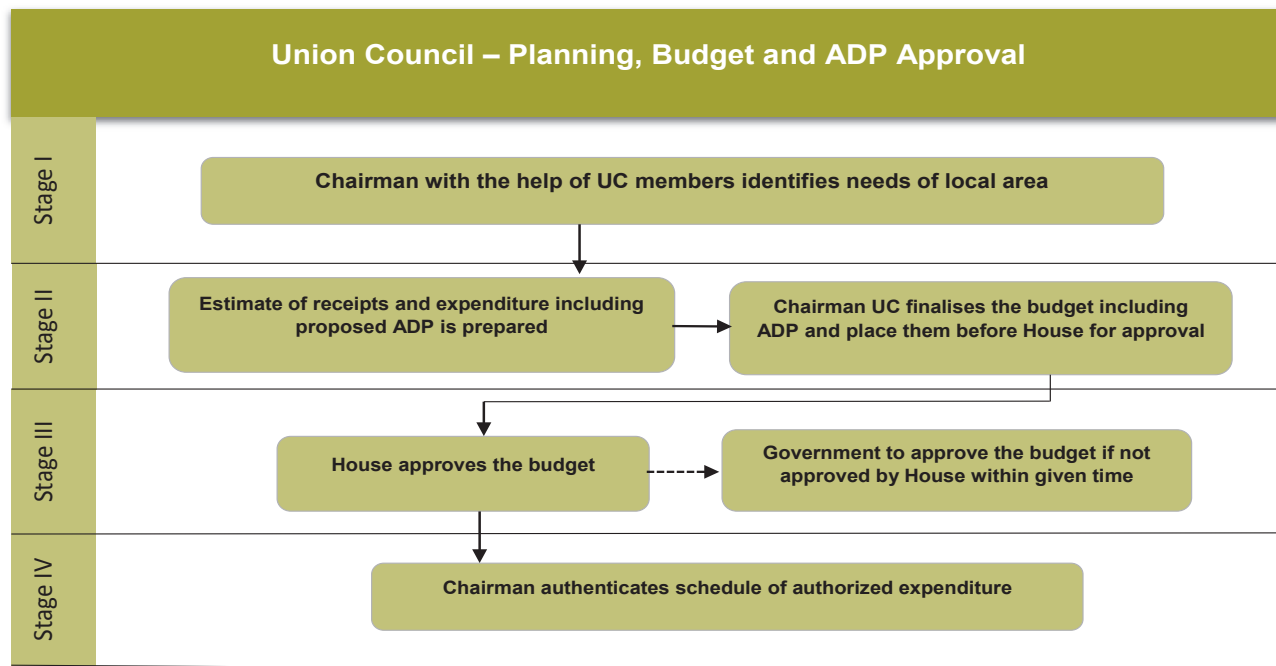 Union Council – Planning, Budget and ADP Approval
Stage I
Chairman with the help of UC members identifies needs of local area
Stage II
Estimate of receipts and expenditure including
proposed ADP is prepared
Chairman UC finalises the budget including
ADP and place them before House for approval
Stage III
House approves the budget
Government to approve the budget if not
approved by House within given time
Stage IV
Chairman authenticates schedule of authorized expenditure